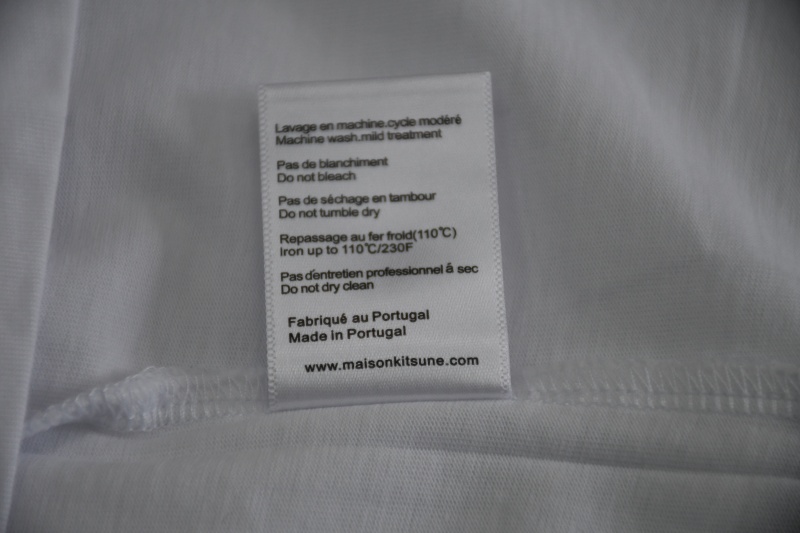 Lavage en machine.cycle modéré
Machine wash.mild treatment
Pas de blanchiment
Do not bleach
Pas de séchage en tambour
Do not tumble dry
Repassage au fer froid(110℃)
Iron up to 110℃/230F
Pas d'entretien professionnel â sec
Do not dry clean
Fabriqué au Portugal
Made in Portugal
www.maisonkitsune.com